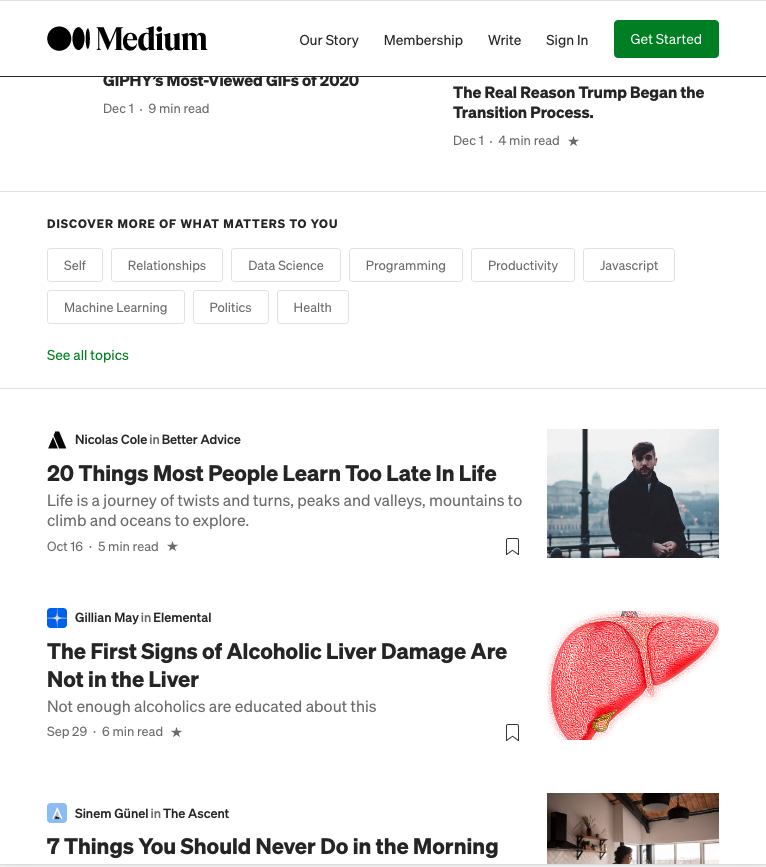 Medium
Our Story Membership Write Sign In Get Started
GIPHY's Most-Viewed GIFs of 2020
Dec 1 · 9 min read
The Real Reason Trump Began the
Transition Process.
Dec 1 · 4 min read ★
DISCOVER MORE OF WHAT MATTERS TO YOU
Self Relationships Data Science Programming Productivity Javascript
Machine Learning Politics Health
See all topics
Nicolas Cole in Better Advice
20 Things Most People Learn Too Late In Life
Life is a journey of twists and turns, peaks and valleys, mountains to
climb and oceans to explore.
Oct 16 · 5 min read ★
Gillian May in Elemental
The First Signs of Alcoholic Liver Damage Are
Not in the Liver
Not enough alcoholics are educated about this
Sep 29 · 6 min read ★
Sinem Günel in The Ascent
7 Things You Should Never Do in the Morning